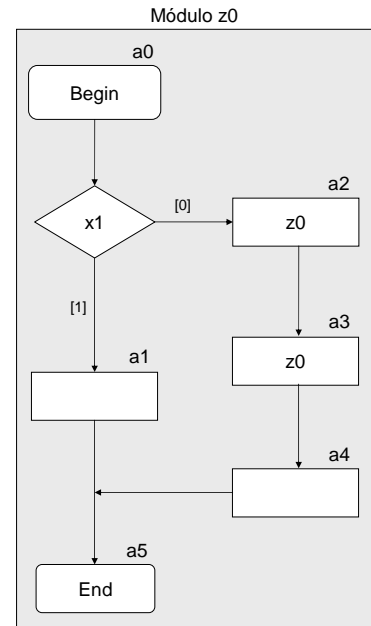 Módulo z0
a0
Begin
a2
[0]
x1
z0
[1]
a3
z0
a1
a4
a5
End